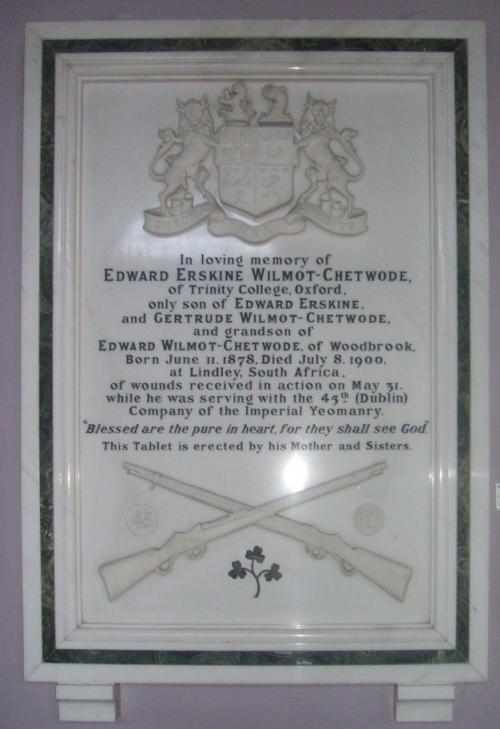 In loving memory of
EDWARD ERSKINE WILMOT-CHETWODE,
of Trinity College, Oxford,
only son of EDWARD ERSKINE,
and GERTRUDE WILMOT-CHETWODE,
and grandson of
EDWARD WILMOT-CHETWODE, of WOODBROOK,
BORN JUNE 11. 1878, DIED JULY 8. 1900.
at Lindley, South Africa,
of wounds received in action on May 31.
while he was serving with the 45th (Dublin)
Company of the Imperial Yeomanry.
"Blessed are the pure in heart, for they shall see God."
This Tablet is erected by his Mother and Sisters.
45